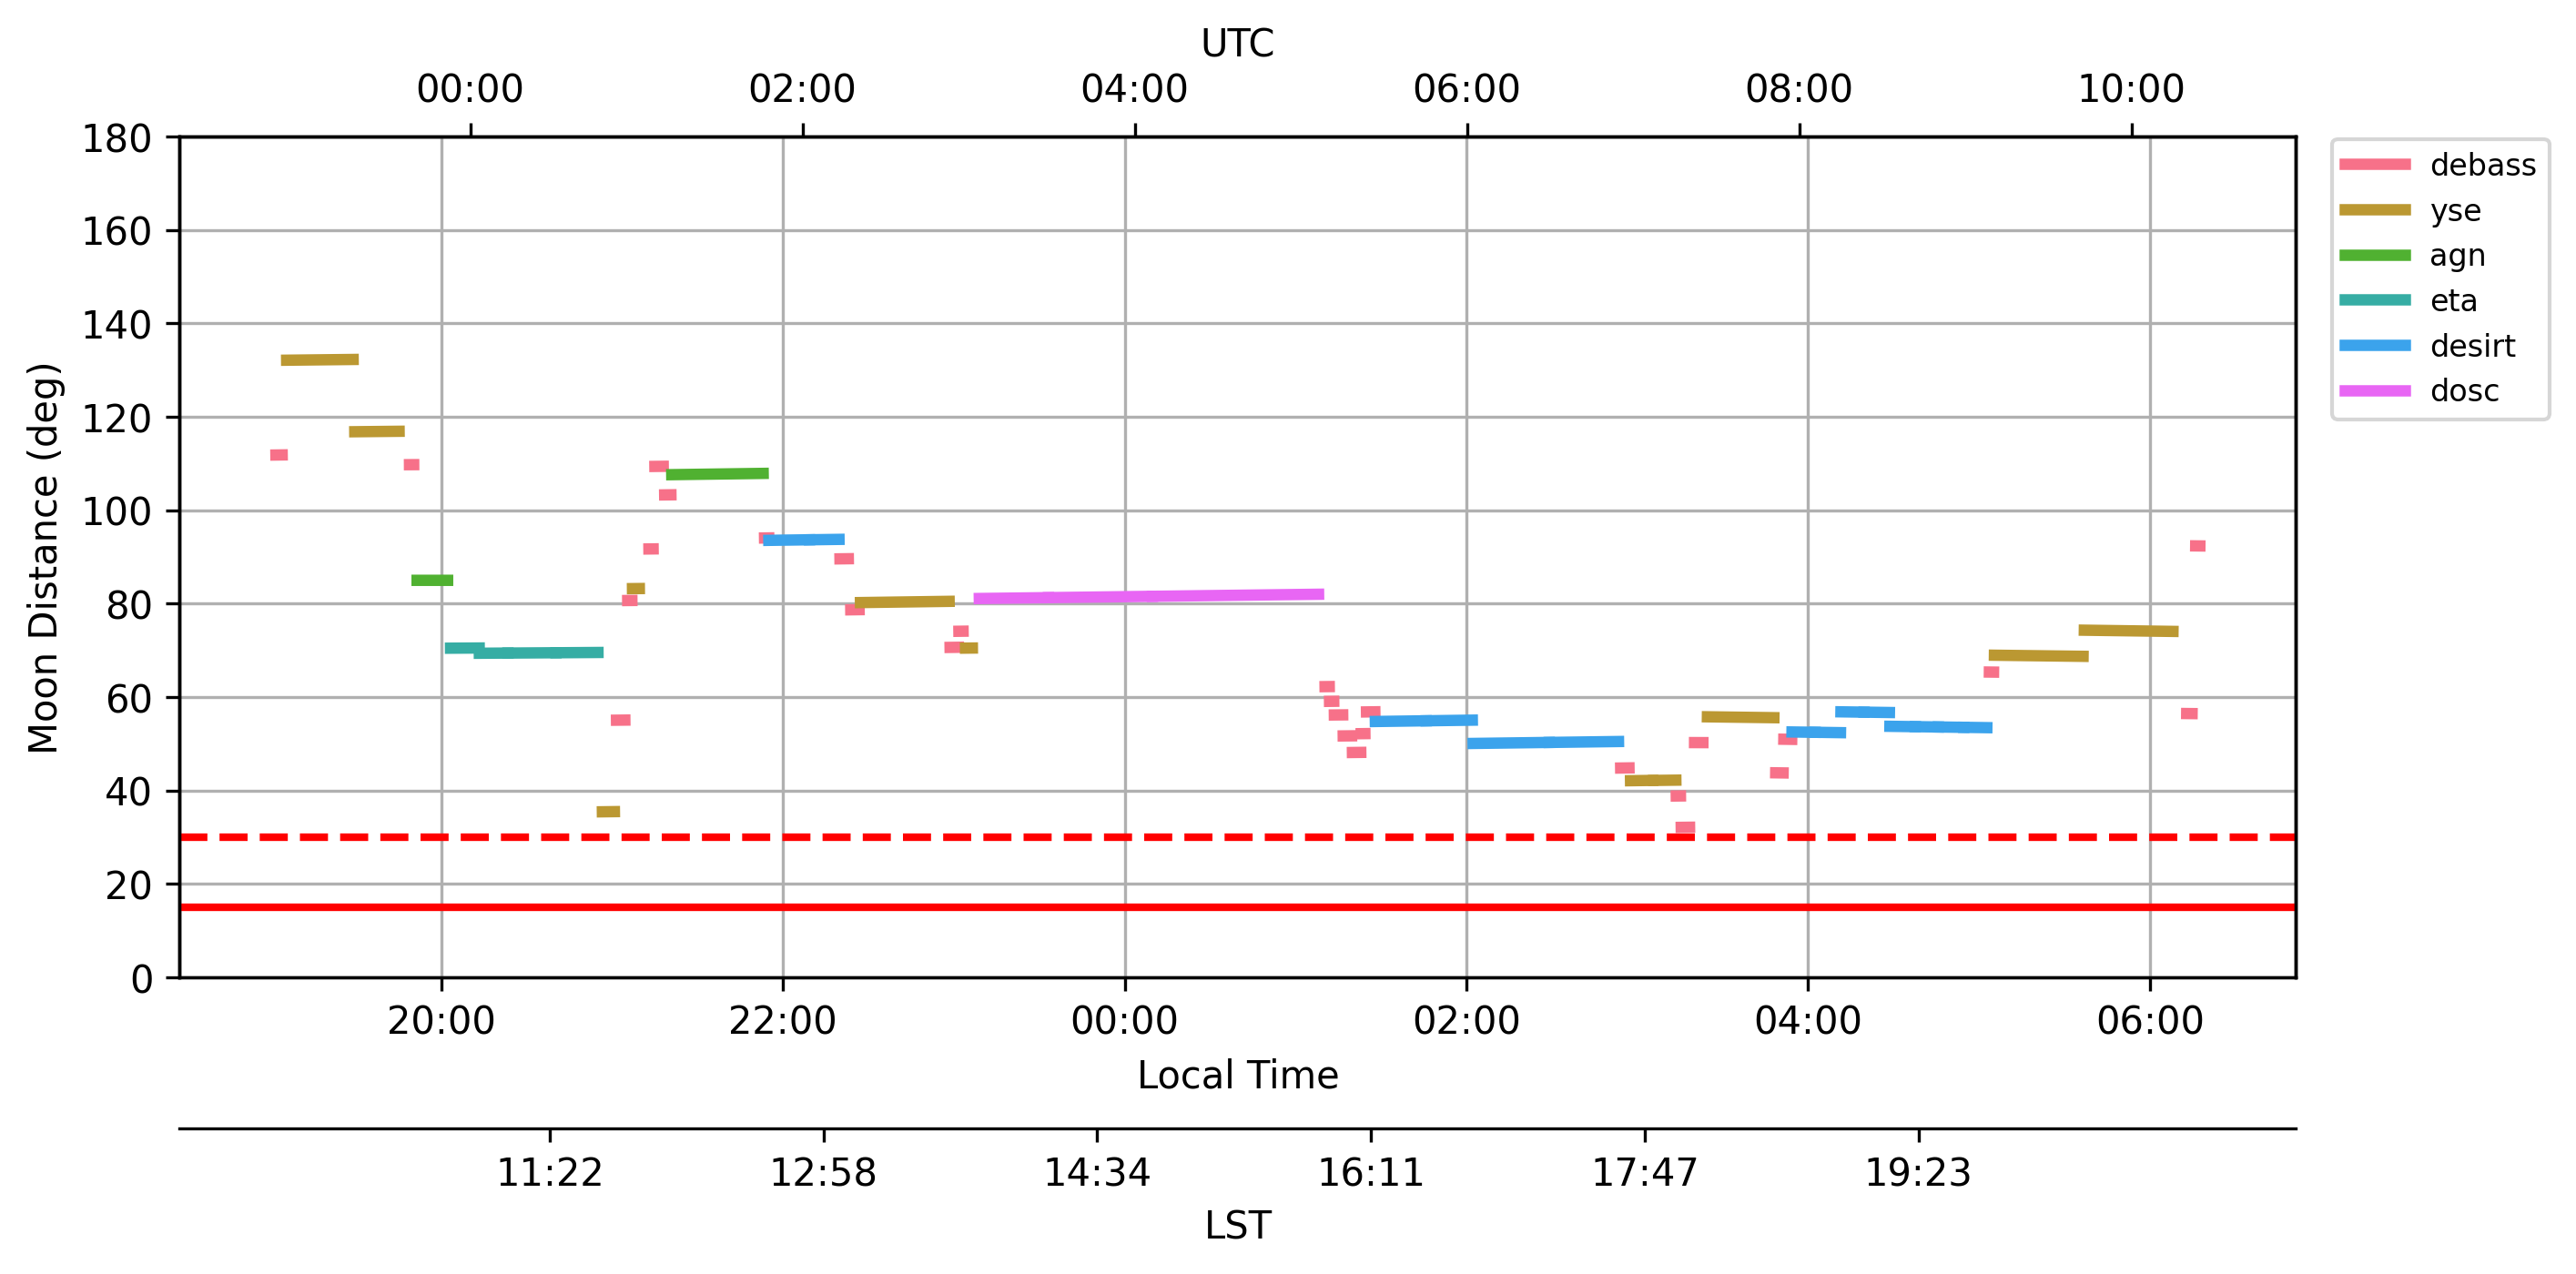 UTC
00:00 02:00 04:00 06:00 08:00 10:00
Moon Distance (deg)
180
160
140
120
100
80
60
40
20
0
debass
yse
agn
eta
desirt
dosc
20:00 22:00 00:00 02:00 04:00 06:00
Local Time
11:22 12:58 14:34 16:11 17:47 19:23
LST